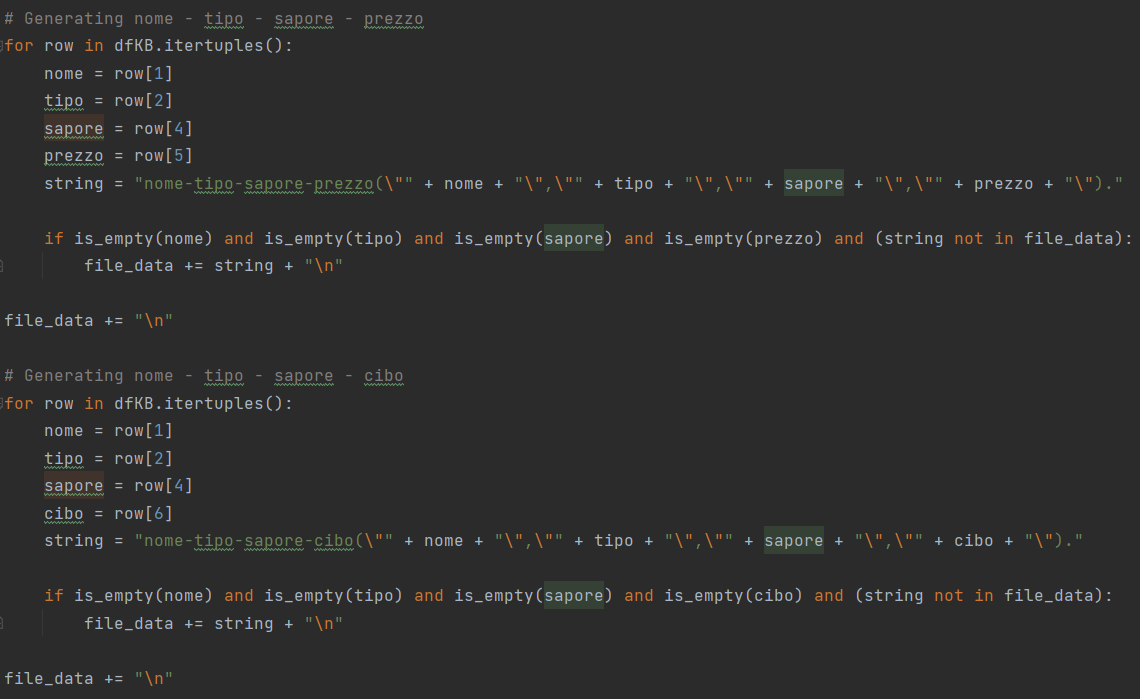 # Generating nome - tipo - sapore - prezzo
for row in dfKB.itertuples():
    nome = row[1]
    tipo = row[2]
    sapore = row[4]
    prezzo = row[5]
    string = "nome-tipo-sapore-prezzo(\"" + nome + "\",\"" + tipo + "\",\"" + sapore + "\",\"" + prezzo + "\")."
    if is_empty(nome) and is_empty(tipo) and is_empty(sapore) and is_empty(prezzo) and (string not in file_data):
        file_data += string + "\n"
file_data += "\n"
# Generating nome - tipo - sapore - cibo
for row in dfKB.itertuples():
    nome = row[1]
    tipo = row[2]
    sapore = row[4]
    cibo = row[6]
    string = "nome-tipo-sapore-cibo(\"" + nome + "\",\"" + tipo + "\",\"" + sapore + "\",\"" + cibo + "\")."
    if is_empty(nome) and is_empty(tipo) and is_empty(sapore) and is_empty(cibo) and (string not in file_data):
        file_data += string + "\n"
file_data += "\n"